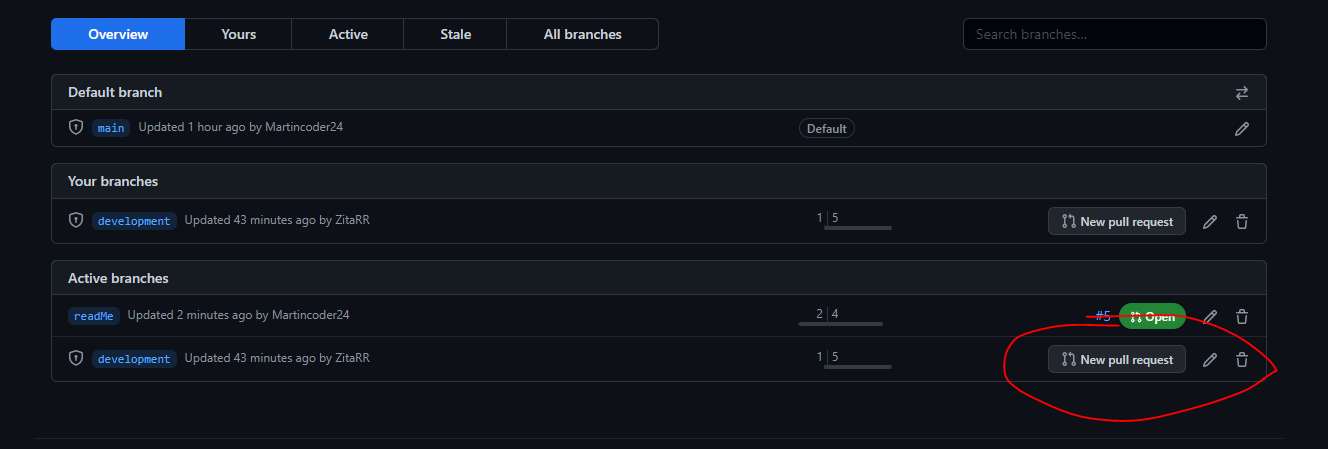 Overview Yours Active Stale All branches Search branches...
Default branch
main Updated 1 hour ago by Martincoder24 Default
Your branches
development Updated 43 minutes ago by ZitaRR 1 5 New pull request
Active branches
readMe Updated 2 minutes ago by Martincoder24 2 4 #5 Open
development Updated 43 minutes ago by ZitaRR 1 5 New pull request